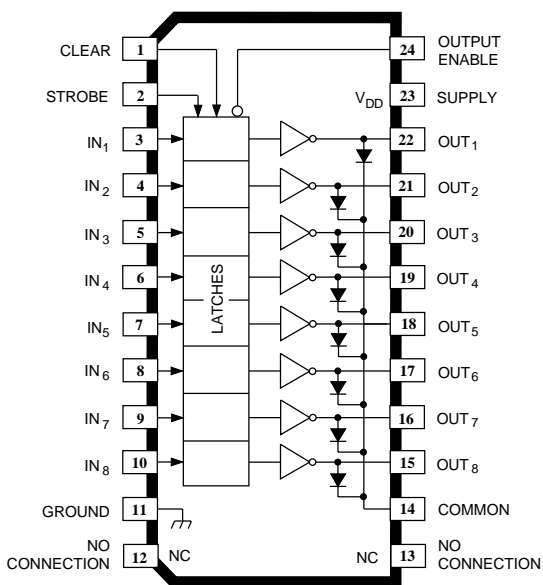 CLEAR 1 24 OUTPUT ENABLE
STROBE 2 V_DD 23 SUPPLY
IN₁ 3 22 OUT₁
IN₂ 4 21 OUT₂
IN₃ 5 20 OUT₃
IN₄ 6 LATCHES 19 OUT₄
IN₅ 7 18 OUT₅
IN₆ 8 17 OUT₆
IN₇ 9 16 OUT₇
IN₈ 10 15 OUT₈
GROUND 11 14 COMMON
NO CONNECTION 12 NC NC 13 NO CONNECTION